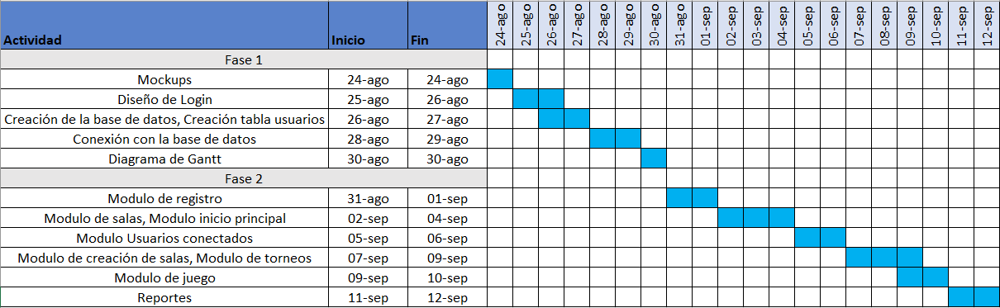 Actividad Inicio Fin 24-ago 25-ago 26-ago 27-ago 28-ago 29-ago 30-ago 31-ago 01-sep 02-sep 03-sep 04-sep 05-sep 06-sep 07-sep 08-sep 09-sep 10-sep 11-sep 12-sep
Fase 1
Mockups 24-ago 24-ago
Diseño de Login 25-ago 26-ago
Creación de la base de datos, Creación tabla usuarios 26-ago 27-ago
Conexión con la base de datos 28-ago 29-ago
Diagrama de Gantt 30-ago 30-ago
Fase 2
Modulo de registro 31-ago 01-sep
Modulo de salas, Modulo inicio principal 02-sep 04-sep
Modulo Usuarios conectados 05-sep 06-sep
Modulo de creación de salas, Modulo de torneos 07-sep 09-sep
Modulo de juego 09-sep 10-sep
Reportes 11-sep 12-sep